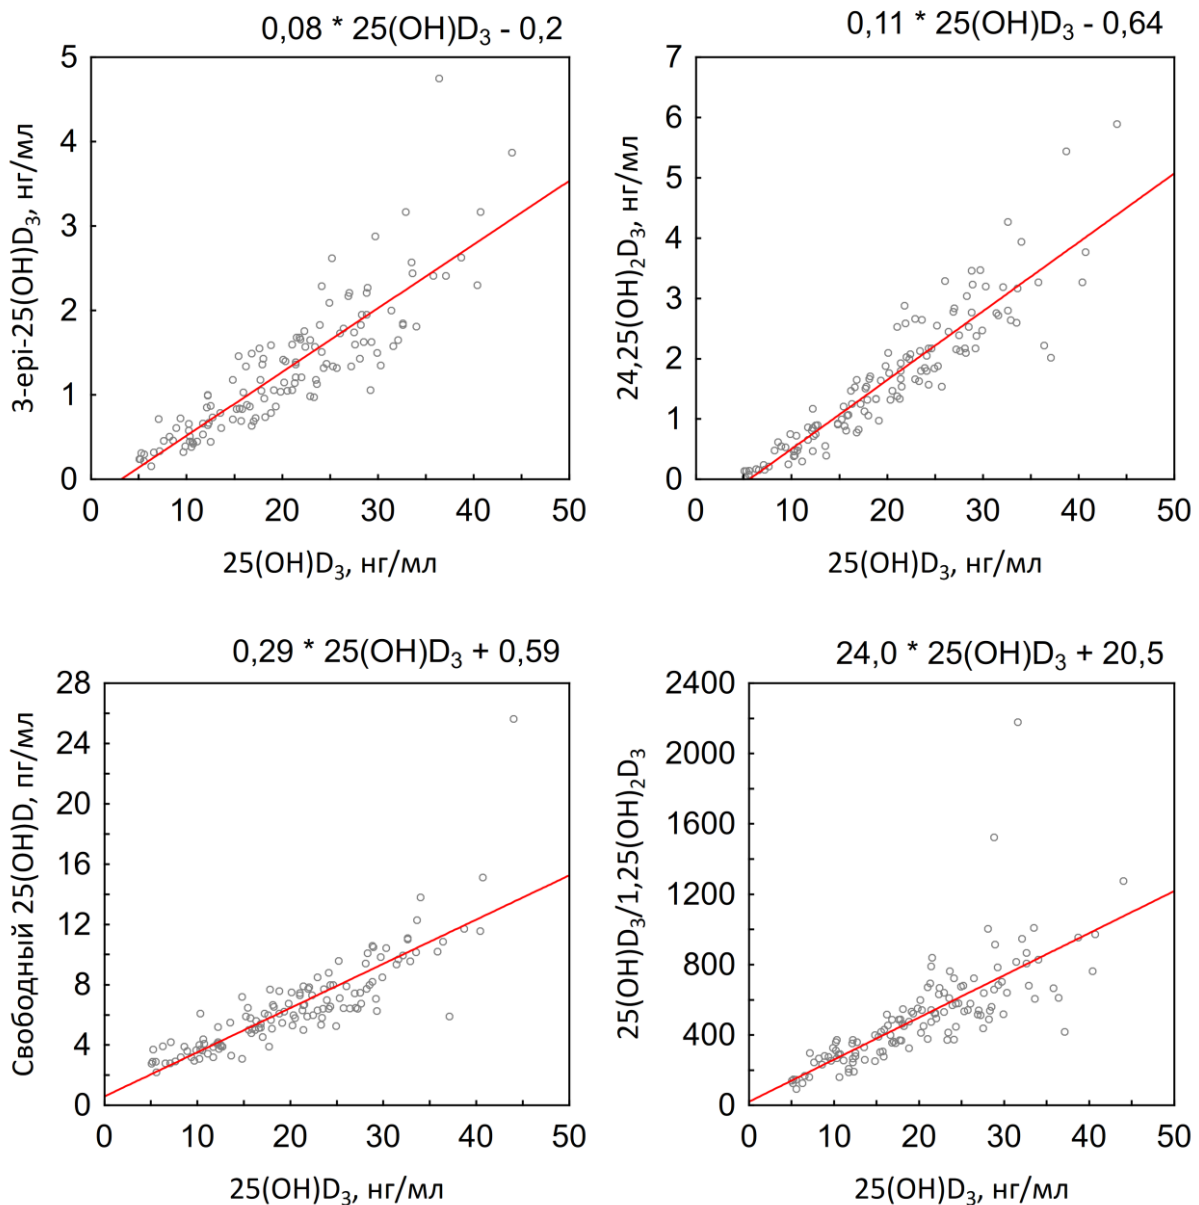 0,08 * 25(OH)D₃ - 0,2
3-epi-25(OH)D₃, нг/мл
5
4
3
2
1
0
0 10 20 30 40 50
25(OH)D₃, нг/мл
0,11 * 25(OH)D₃ - 0,64
24,25(OH)₂D₃, нг/мл
7
6
5
4
3
2
1
0
0 10 20 30 40 50
25(OH)D₃, нг/мл
0,29 * 25(OH)D₃ + 0,59
Свободный 25(OH)D, пг/мл
28
24
20
16
12
8
4
0
0 10 20 30 40 50
25(OH)D₃, нг/мл
24,0 * 25(OH)D₃ + 20,5
25(OH)D₃/1,25(OH)₂D₃
2400
2000
1600
1200
800
400
0
0 10 20 30 40 50
25(OH)D₃, нг/мл